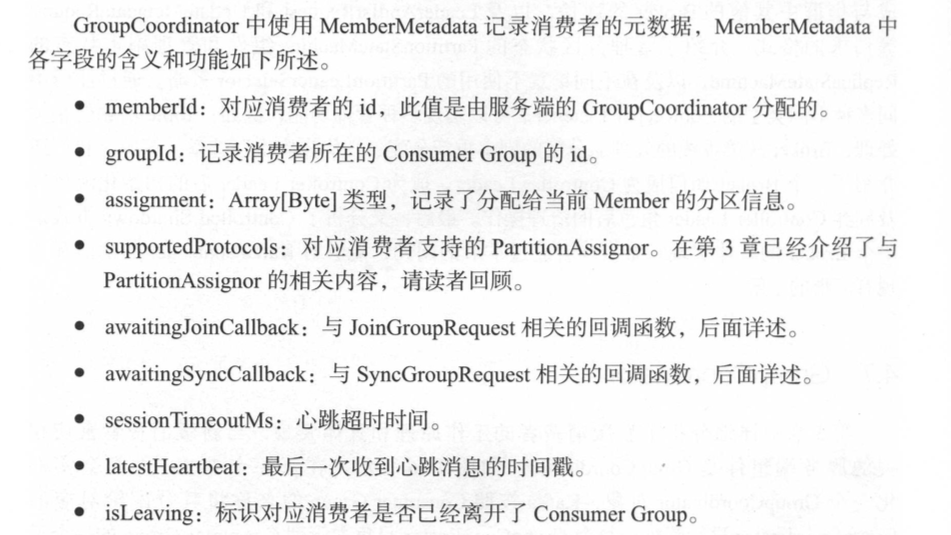 GroupCoordinator 中使用 MemberMetadata 记录消费者的元数据，MemberMetadata 中
各字段的含义和功能如下所述。
● memberId：对应消费者的 id，此值是由服务端的 GroupCoordinator 分配的。
● groupId：记录消费者所在的 Consumer Group 的 id。
● assignment：Array[Byte] 类型，记录了分配给当前 Member 的分区信息。
● supportedProtocols：对应消费者支持的 PartitionAssignor。在第 3 章已经介绍了与
PartitionAssignor 的相关内容，请读者回顾。
● awaitingJoinCallback：与 JoinGroupRequest 相关的回调函数，后面详述。
● awaitingSyncCallback：与 SyncGroupRequest 相关的回调函数，后面详述。
● sessionTimeoutMs：心跳超时时间。
● latestHeartbeat：最后一次收到心跳消息的时间戳。
● isLeaving：标识对应消费者是否已经离开了 Consumer Group。